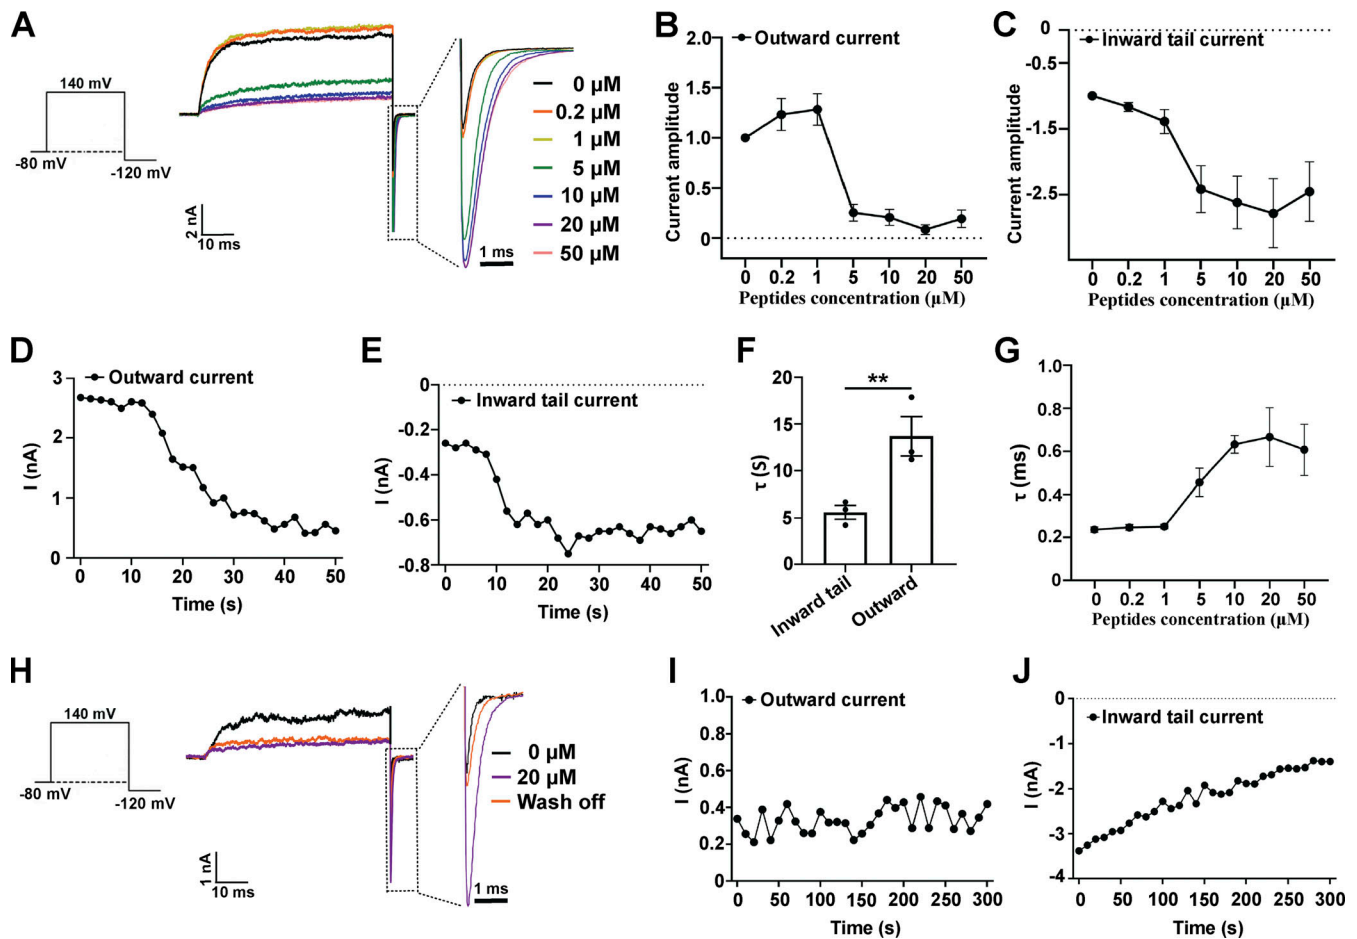 A
140 mV
-80 mV
-120 mV
2 nA
10 ms
1 ms
0 μM
0.2 μM
1 μM
5 μM
10 μM
20 μM
50 μM
B
Outward current
Current amplitude
2.0
1.5
1.0
0.5
0
0 0.2 1 5 10 20 50
Peptides concentration (μM)
C
Inward tail current
Current amplitude
0
-0.5
-1.5
-2.5
0 0.2 1 5 10 20 50
Peptides concentration (μM)
D
Outward current
I (nA)
3
2
1
0
0 10 20 30 40 50
Time (s)
E
Inward tail current
I (nA)
0
-0.2
-0.4
-0.6
-0.8
0 10 20 30 40 50
Time (s)
F
**
τ (S)
20
15
10
5
0
Inward tail
Outward
G
τ (ms)
1.0
0.8
0.6
0.4
0.2
0
0 0.2 1 5 10 20 50
Peptides concentration (μM)
H
140 mV
-80 mV
-120 mV
1 nA
10 ms
1 ms
0 μM
20 μM
Wash off
I
Outward current
I (nA)
1.0
0.8
0.6
0.4
0.2
0
0 50 100 150 200 250 300
Time (s)
J
Inward tail current
I (nA)
0
-1
-2
-3
-4
0 50 100 150 200 250 300
Time (s)